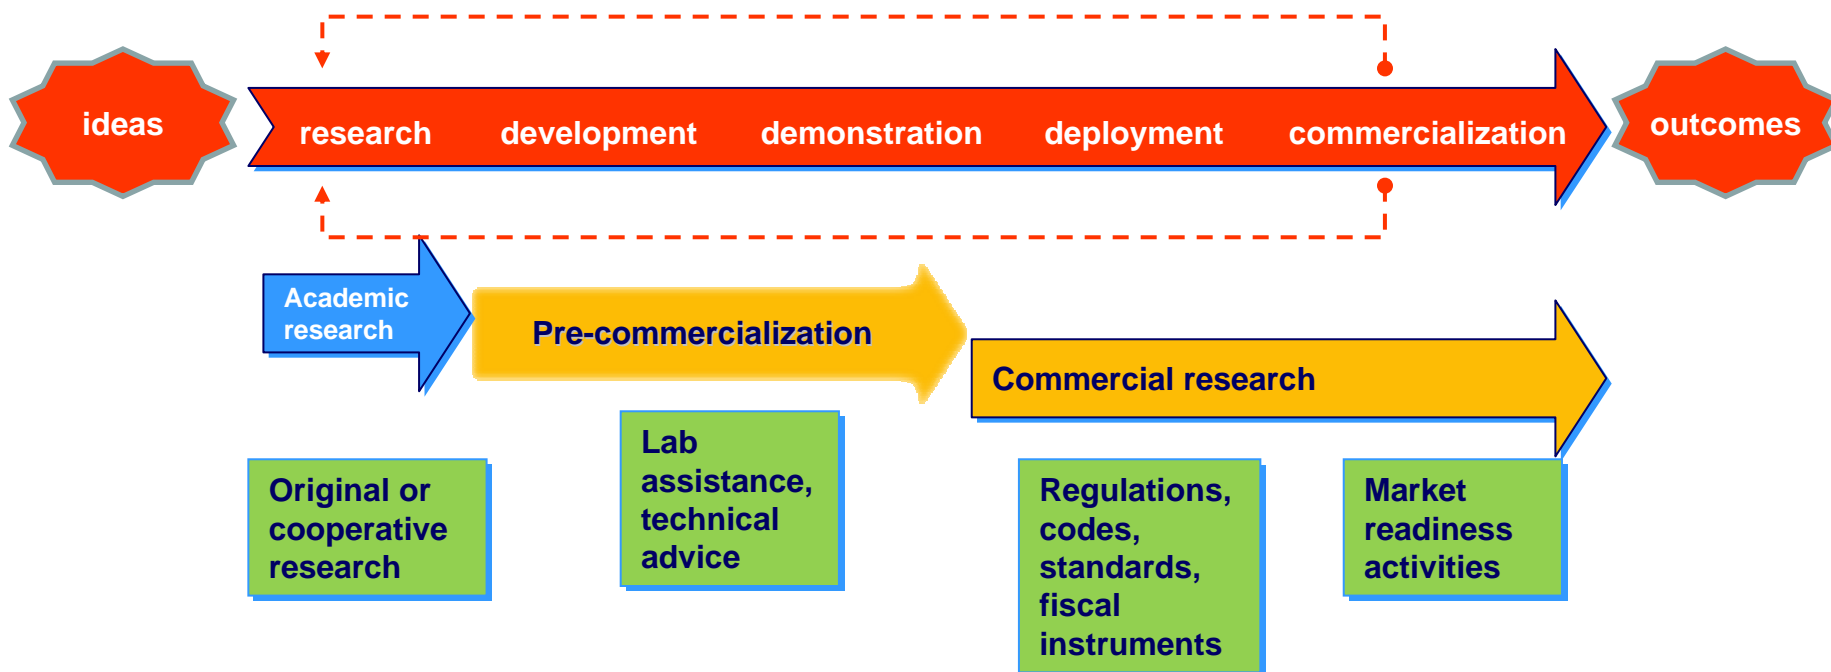 ideas
research development demonstration deployment commercialization
outcomes
Academic
research
Pre-commercialization
Commercial research
Original or
cooperative
research
Lab
assistance,
technical
advice
Regulations,
codes,
standards,
fiscal
instruments
Market
readiness
activities